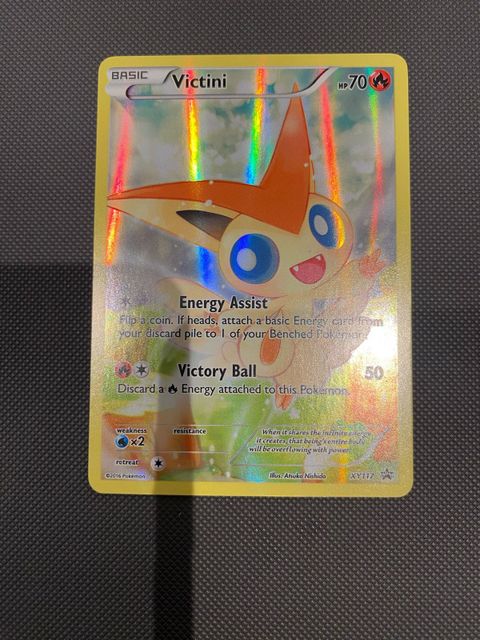 BASIC Victini HP 70
Energy Assist
Flip a coin. If heads, attach a basic Energy card from
your discard pile to 1 of your Benched Pokémon.
Victory Ball 50
Discard a Energy attached to this Pokémon.
weakness resistance
×2
retreat
When it shares the infinite energy
it creates, that being's entire body
will be overflowing with power.
©2016 Pokémon Illus. Atsuko Nishida XY117